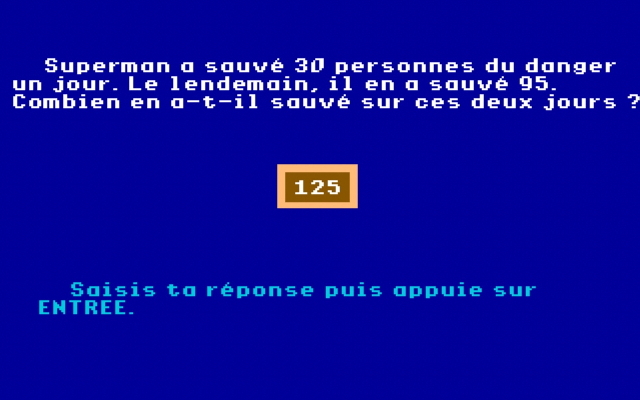 Superman a sauvé 30 personnes du danger
un jour. Le lendemain, il en a sauvé 95.
Combien en a-t-il sauvé sur ces deux jours ?
125
Saisis ta réponse puis appuie sur
ENTREE.